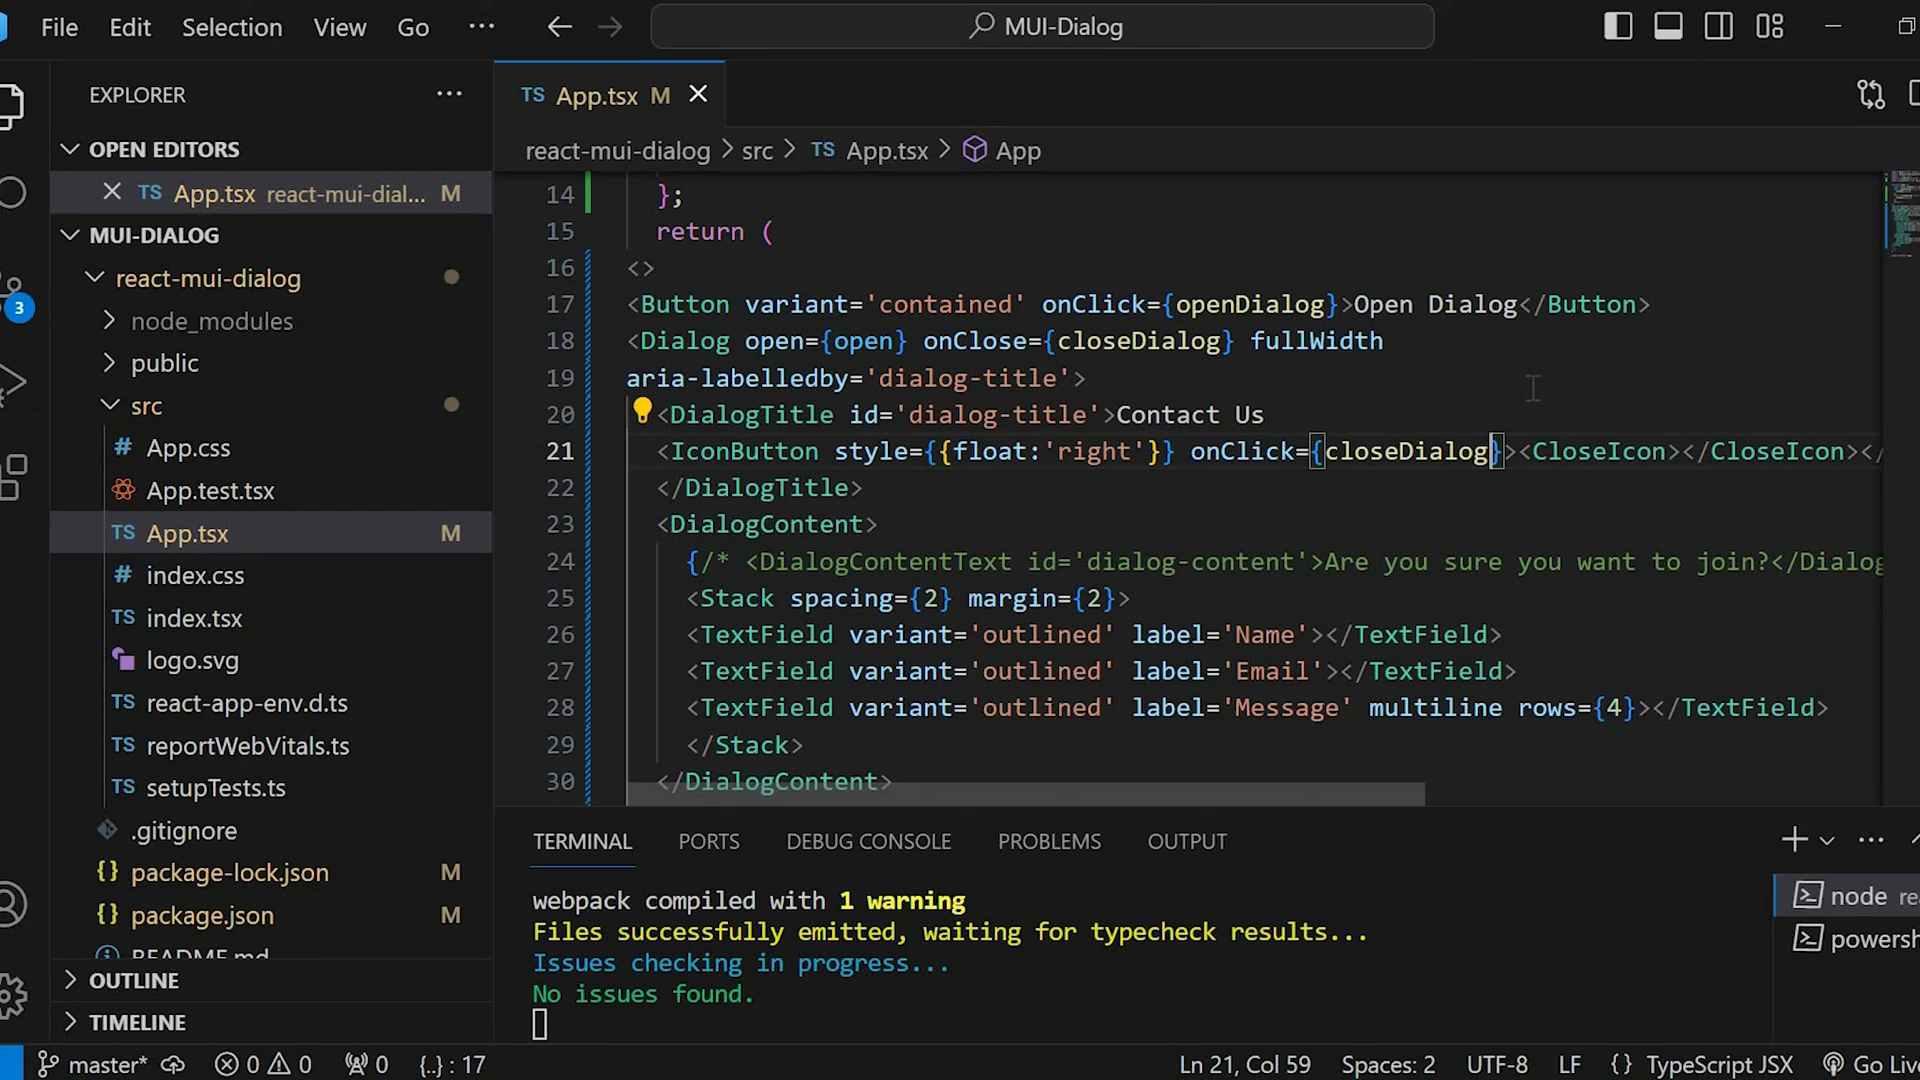 File Edit Selection View Go ··· MUI-Dialog
EXPLORER ···
OPEN EDITORS
App.tsx react-mui-dial... M
MUI-DIALOG
react-mui-dialog
node_modules
public
src
App.css
App.test.tsx
App.tsx M
index.css
index.tsx
logo.svg
react-app-env.d.ts
reportWebVitals.ts
setupTests.ts
.gitignore
package-lock.json M
package.json M
README.md
OUTLINE
TIMELINE
3
TS App.tsx M
react-mui-dialog > src > TS App.tsx > App
14 };
15 return (
16 <>
17 <Button variant='contained' onClick={openDialog}>Open Dialog</Button>
18 <Dialog open={open} onClose={closeDialog} fullWidth
19 aria-labelledby='dialog-title'>
20 <DialogTitle id='dialog-title'>Contact Us
21 <IconButton style={{float:'right'}} onClick={closeDialog}><CloseIcon></CloseIcon></
22 </DialogTitle>
23 <DialogContent>
24 {/* <DialogContentText id='dialog-content'>Are you sure you want to join?</Dialog
25 <Stack spacing={2} margin={2}>
26 <TextField variant='outlined' label='Name'></TextField>
27 <TextField variant='outlined' label='Email'></TextField>
28 <TextField variant='outlined' label='Message' multiline rows={4}></TextField>
29 </Stack>
30 </DialogContent>
TERMINAL PORTS DEBUG CONSOLE PROBLEMS OUTPUT
webpack compiled with 1 warning
Files successfully emitted, waiting for typecheck results...
Issues checking in progress...
No issues found.
node rea
powersh
master* 0 0 0 {..} : 17 Ln 21, Col 59 Spaces: 2 UTF-8 LF {} TypeScript JSX Go Live